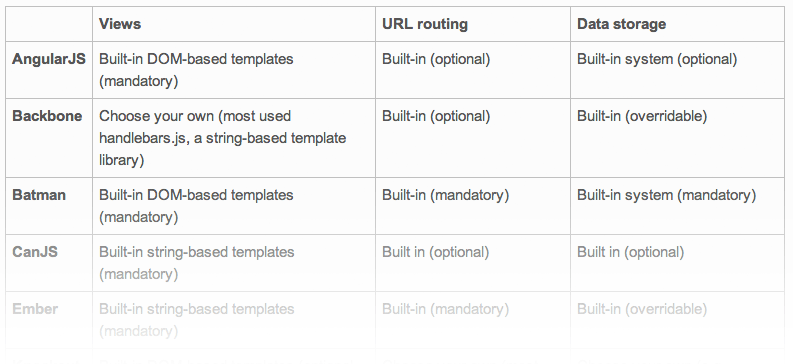 Views URL routing Data storage
AngularJS Built-in DOM-based templates Built-in (optional) Built-in system (optional)
(mandatory)
Backbone Choose your own (most used Built-in (optional) Built-in (overridable)
handlebars.js, a string-based template
library)
Batman Built-in DOM-based templates Built-in (mandatory) Built-in system (mandatory)
(mandatory)
CanJS Built-in string-based templates Built in (optional) Built in (optional)
(mandatory)
Ember Built-in string-based templates Built-in (mandatory) Built-in (overridable)
(mandatory)